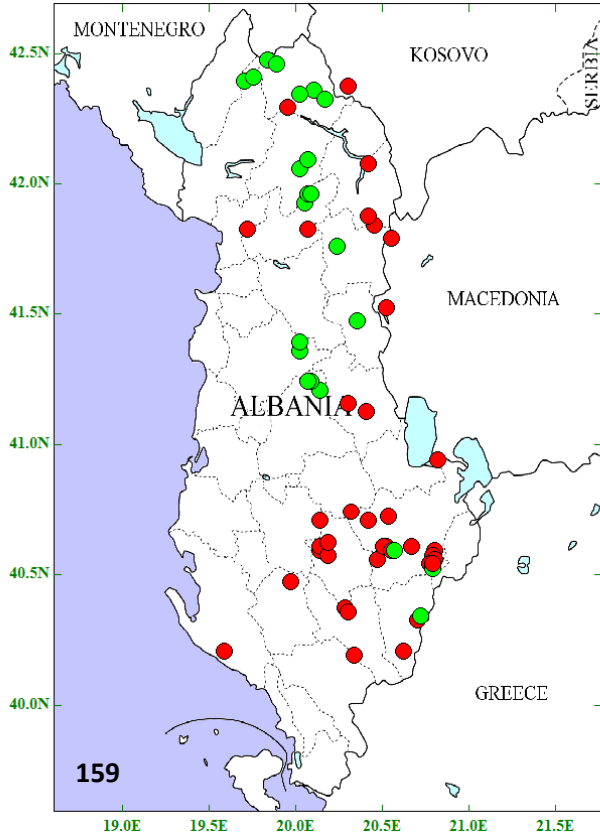 MONTENEGRO
KOSOVO
SERBIA
42.5N
42.0N
41.5N
MACEDONIA
ALBANIA
41.0N
40.5N
40.0N
GREECE
159
19.0E 19.5E 20.0E 20.5E 21.0E 21.5E